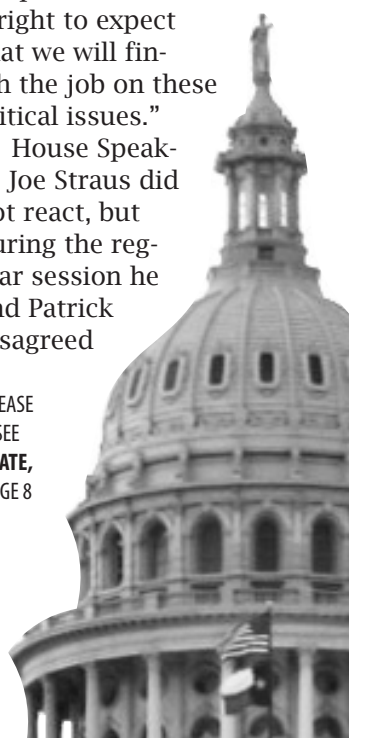 right to expect
at we will fin-
h the job on these
itical issues.”
House Speak-
Joe Straus did
ot react, but
uring the reg-
ar session he
nd Patrick
sagreed
EASE
SEE
ATE,
GE 8